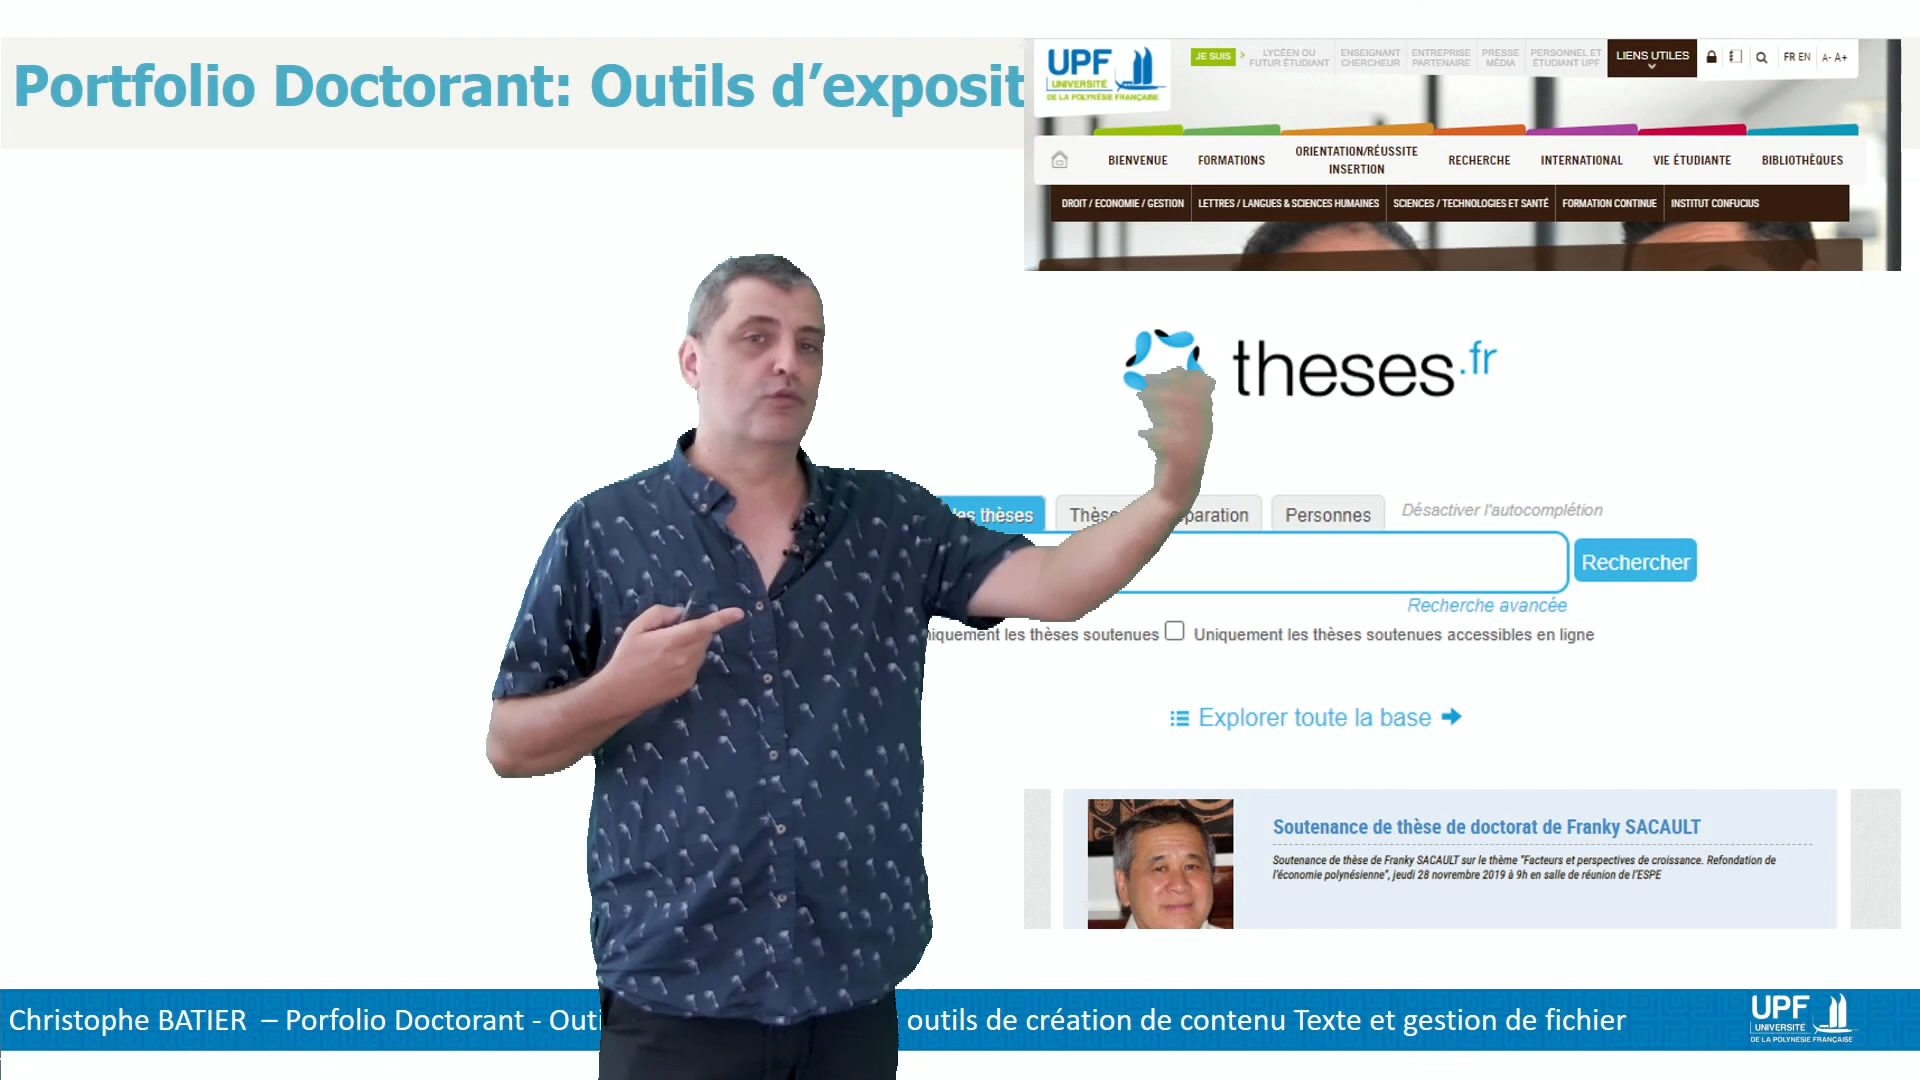 Portfolio Doctorant: Outils d'exposit
UPF
UNIVERSITÉ
DE LA POLYNÉSIE FRANÇAISE
JE SUIS > LYCÉEN OU FUTUR ÉTUDIANT ENSEIGNANT CHERCHEUR ENTREPRISE PARTENAIRE PRESSE MÉDIA PERSONNEL ET ÉTUDIANT UPF LIENS UTILES FR EN A- A+
BIENVENUE FORMATIONS ORIENTATION/RÉUSSITE INSERTION RECHERCHE INTERNATIONAL VIE ÉTUDIANTE BIBLIOTHÈQUES
DROIT / ECONOMIE / GESTION LETTRES / LANGUES & SCIENCES HUMAINES SCIENCES / TECHNOLOGIES ET SANTÉ FORMATION CONTINUE INSTITUT CONFUCIUS
theses.fr
les thèses Thès paration Personnes Désactiver l'autocomplétion
Rechercher
Recherche avancée
niquement les thèses soutenues Uniquement les thèses soutenues accessibles en ligne
Explorer toute la base
Soutenance de thèse de doctorat de Franky SACAULT
Soutenance de thèse de Franky SACAULT sur le thème "Facteurs et perspectives de croissance. Refondation de
l'économie polynésienne", jeudi 28 novembre 2019 à 9h en salle de réunion de l'ESPE
Christophe BATIER – Porfolio Doctorant - Outi outils de création de contenu Texte et gestion de fichier
UPF
UNIVERSITÉ
DE LA POLYNÉSIE FRANÇAISE